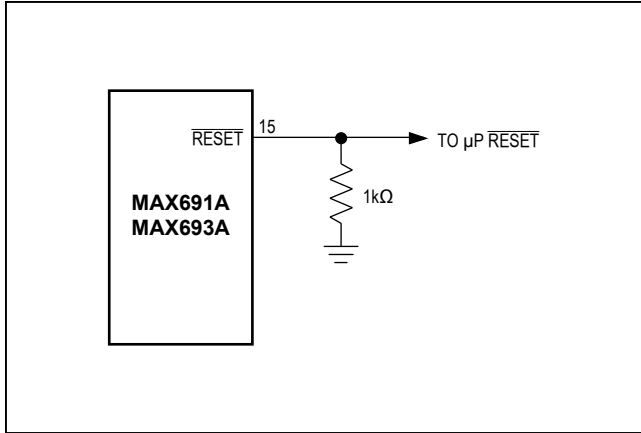 RESET 15
TO µP RESET
1kΩ
MAX691A
MAX693A